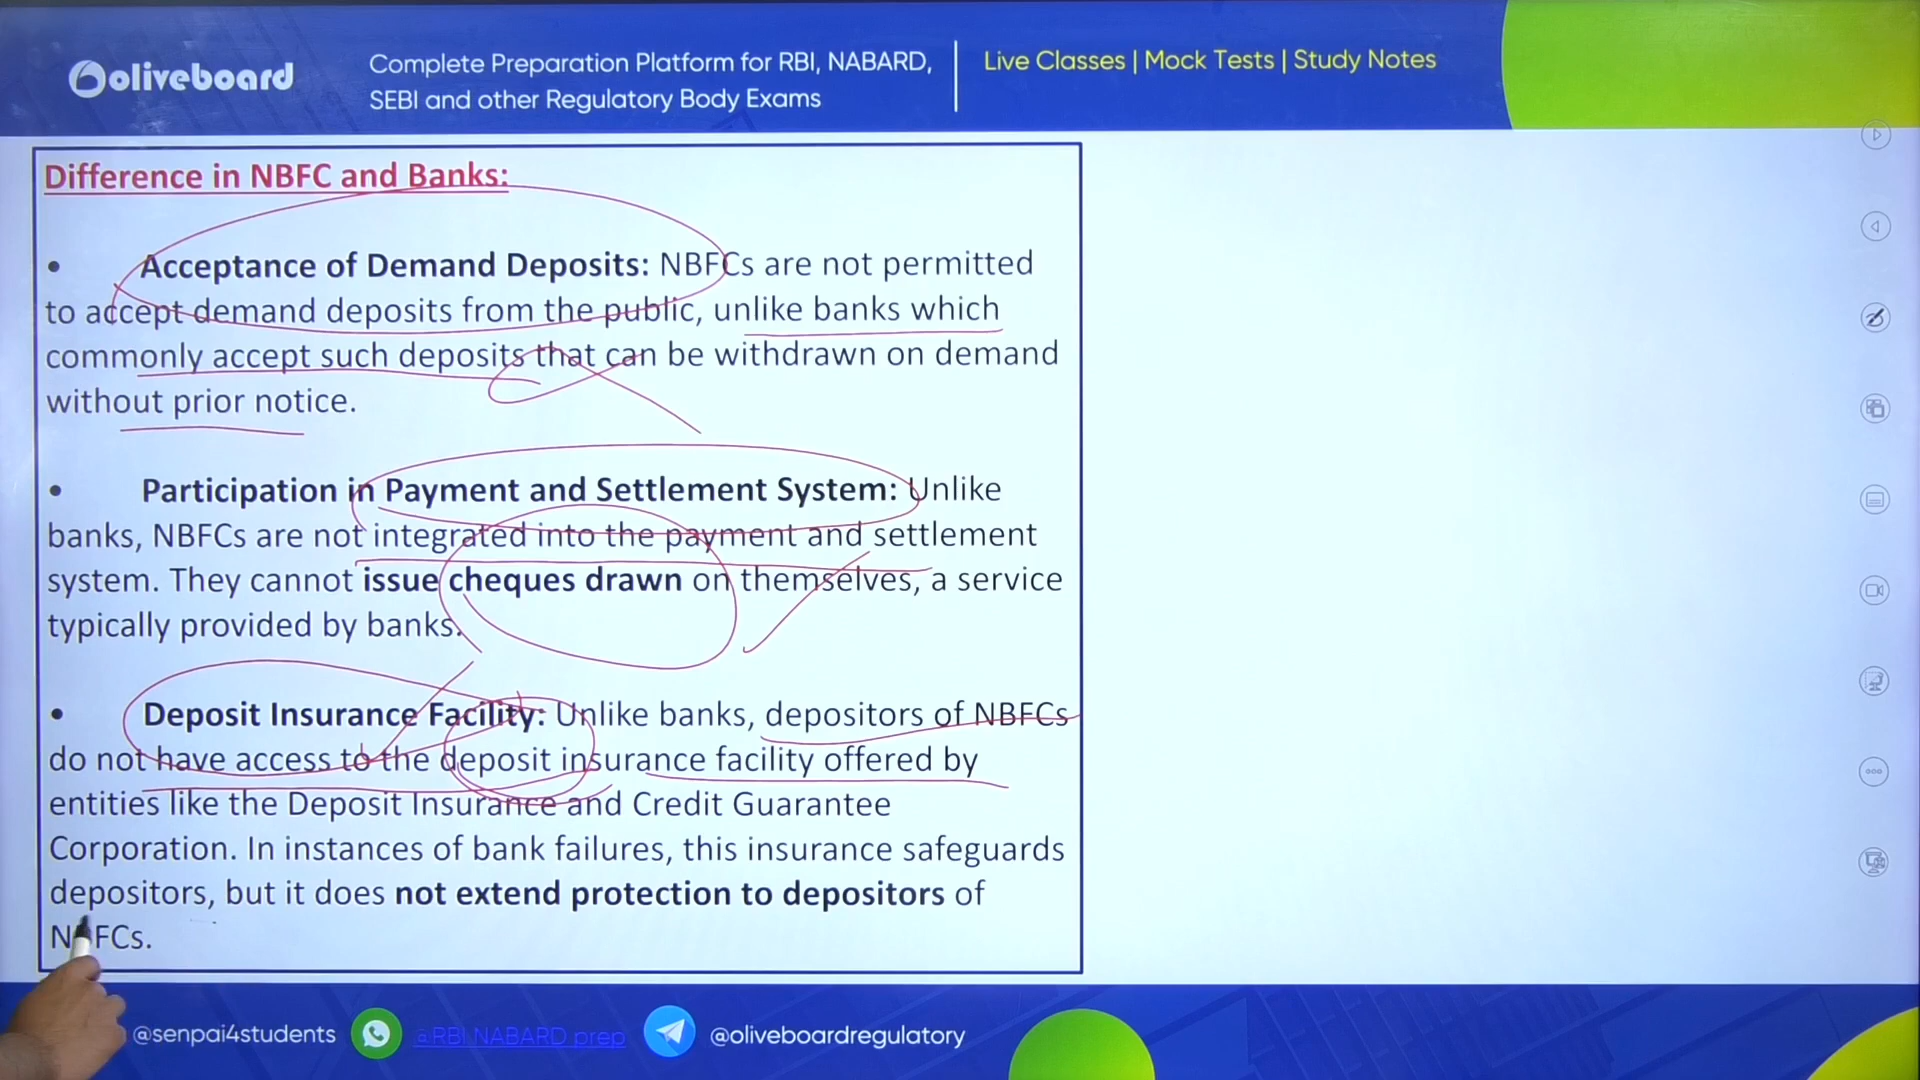 oliveboard
Complete Preparation Platform for RBI, NABARD,
SEBI and other Regulatory Body Exams
Live Classes | Mock Tests | Study Notes
Difference in NBFC and Banks:
• Acceptance of Demand Deposits: NBFCs are not permitted
to accept demand deposits from the public, unlike banks which
commonly accept such deposits that can be withdrawn on demand
without prior notice.
• Participation in Payment and Settlement System: Unlike
banks, NBFCs are not integrated into the payment and settlement
system. They cannot issue cheques drawn on themselves, a service
typically provided by banks.
• Deposit Insurance Facility: Unlike banks, depositors of NBFCs
do not have access to the deposit insurance facility offered by
entities like the Deposit Insurance and Credit Guarantee
Corporation. In instances of bank failures, this insurance safeguards
depositors, but it does not extend protection to depositors of
NBFCs.
@senpai4students
@RBI NABARD prep
@oliveboardregulatory